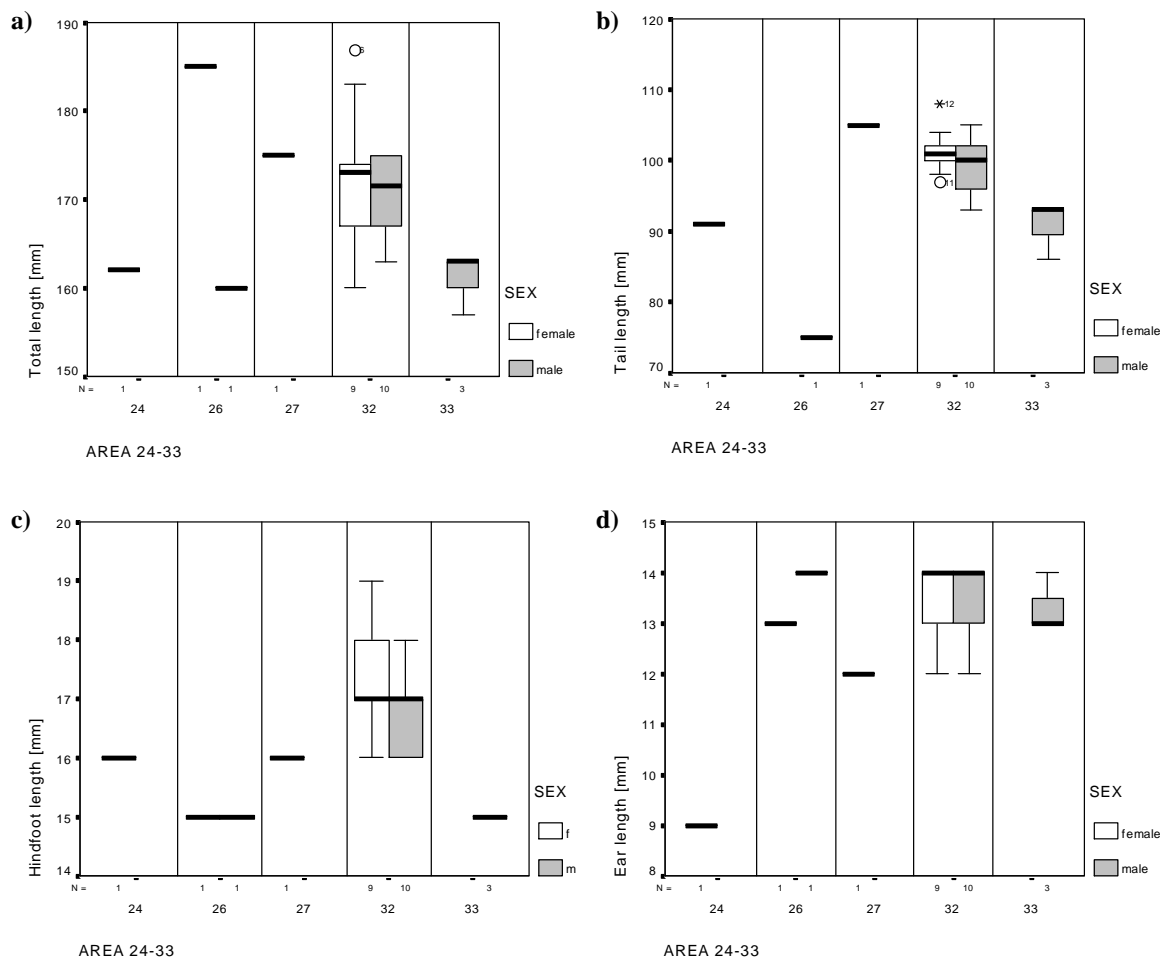 a)
190
180
170
160
150
Total length [mm]
5
SEX
female
male
N = 1 1 1 1 9 10 3
24 26 27 32 33
AREA 24-33
b)
120
110
100
90
80
70
Tail length [mm]
12
11
SEX
female
male
N = 1 1 1 9 10 3
24 26 27 32 33
AREA 24-33
c)
20
19
18
17
16
15
14
Hindfoot length [mm]
SEX
f
m
N = 1 1 1 1 9 10 3
24 26 27 32 33
AREA 24-33
d)
15
14
13
12
11
10
9
8
Ear length [mm]
SEX
female
male
N = 1 1 1 1 9 10 3
24 26 27 32 33
AREA 24-33